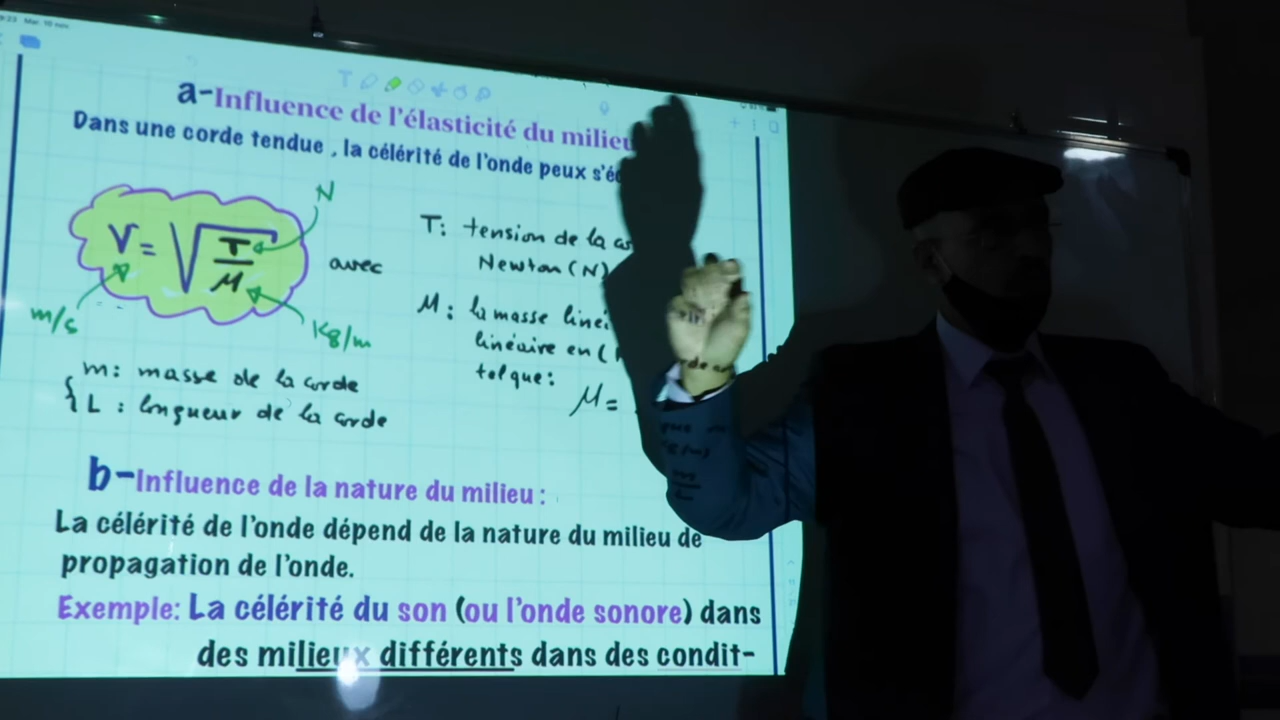 Mar. 16 nov.
a-Influence de l'élasticité du milieu
Dans une corde tendue, la célérité de l'onde peux s'é
V = √T/μ
N
m/s
Kg/m
avec
T: tension de la
Newton (N)
μ: la masse
linéaire en (
telque:
μ =
m: masse de la corde
L : longueur de la corde
b-Influence de la nature du milieu :
La célérité de l'onde dépend de la nature du milieu de
propagation de l'onde.
Exemple: La célérité du son (ou l'onde sonore) dans
des milieux différents dans des condit-